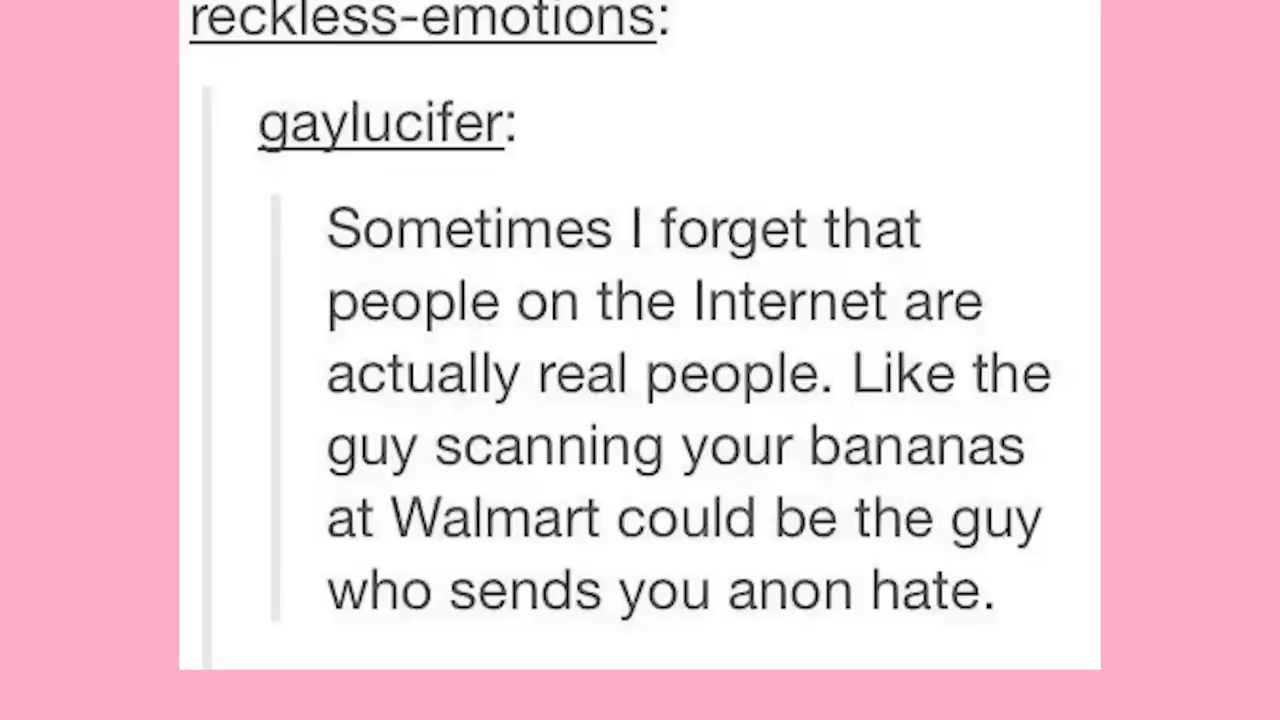 reckless-emotions:
gaylucifer:
Sometimes I forget that
people on the Internet are
actually real people. Like the
guy scanning your bananas
at Walmart could be the guy
who sends you anon hate.